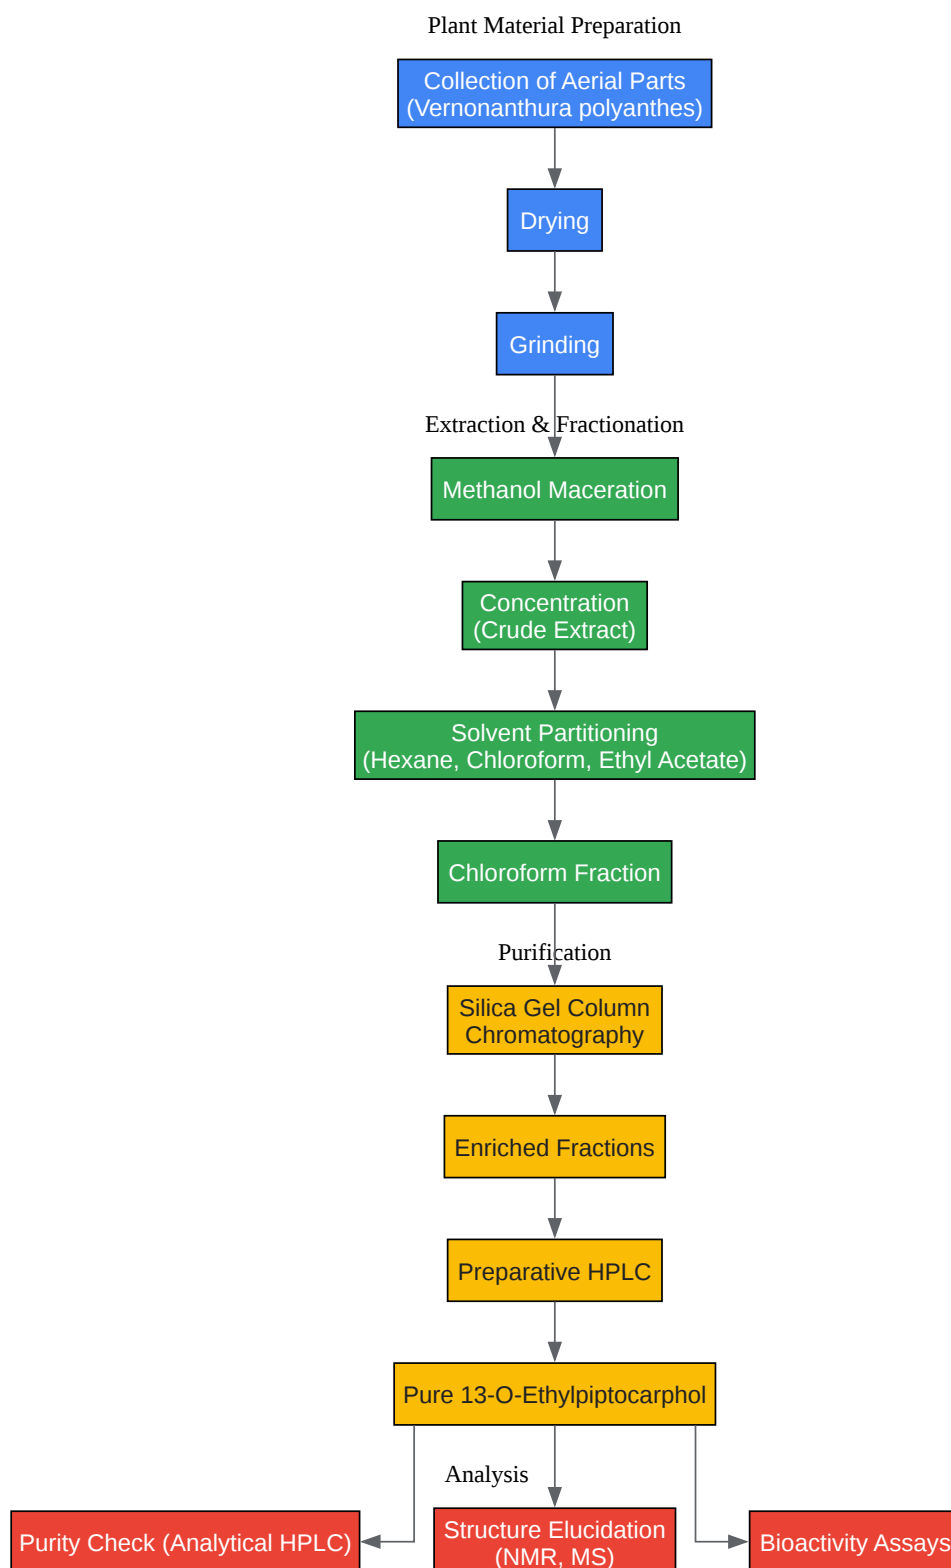 Plant Material Preparation
Collection of Aerial Parts
(Vernonanthura polyanthes)
Drying
Grinding
Extraction & Fractionation
Methanol Maceration
Concentration
(Crude Extract)
Solvent Partitioning
(Hexane, Chloroform, Ethyl Acetate)
Chloroform Fraction
Purification
Silica Gel Column
Chromatography
Enriched Fractions
Preparative HPLC
Pure 13-O-Ethylpiptocarphol
Analysis
Purity Check (Analytical HPLC)
Structure Elucidation
(NMR, MS)
Bioactivity Assays